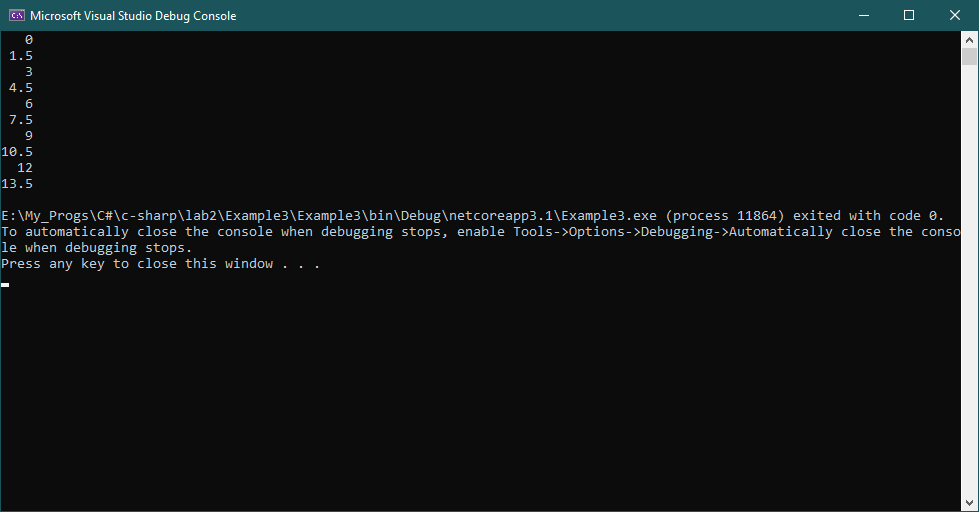 Microsoft Visual Studio Debug Console
0
1.5
3
4.5
6
7.5
9
10.5
12
13.5
E:\My_Progs\C#\c-sharp\lab2\Example3\Example3\bin\Debug\netcoreapp3.1\Example3.exe (process 11864) exited with code 0.
To automatically close the console when debugging stops, enable Tools->Options->Debugging->Automatically close the conso
le when debugging stops.
Press any key to close this window . . .